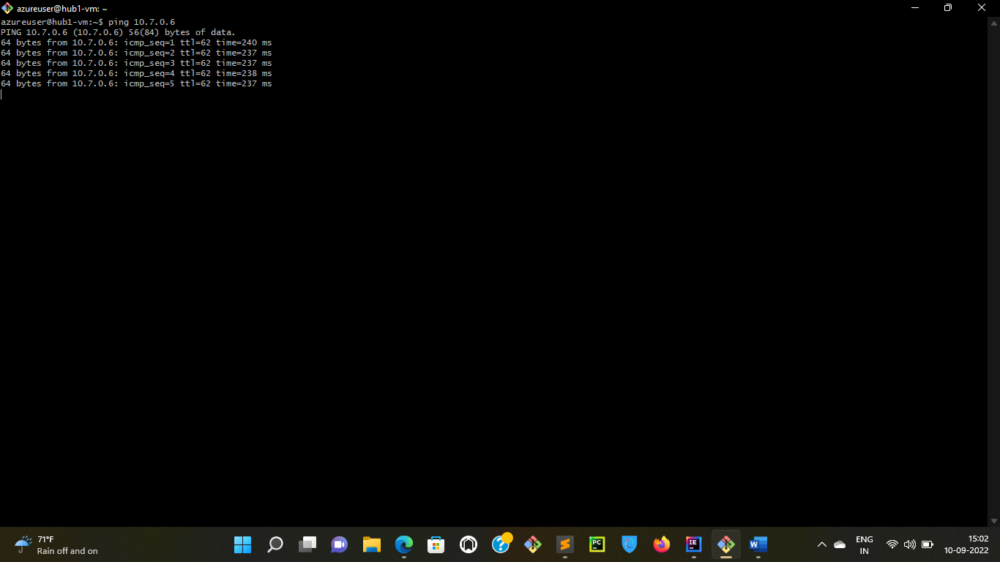 azureuser@hub1-vm: ~
azureuser@hub1-vm:~$ ping 10.7.0.6
PING 10.7.0.6 (10.7.0.6) 56(84) bytes of data.
64 bytes from 10.7.0.6: icmp_seq=1 ttl=62 time=240 ms
64 bytes from 10.7.0.6: icmp_seq=2 ttl=62 time=237 ms
64 bytes from 10.7.0.6: icmp_seq=3 ttl=62 time=237 ms
64 bytes from 10.7.0.6: icmp_seq=4 ttl=62 time=238 ms
64 bytes from 10.7.0.6: icmp_seq=5 ttl=62 time=237 ms
71°F
Rain off and on
PC
IE
W
ENG
IN
15:02
10-09-2022